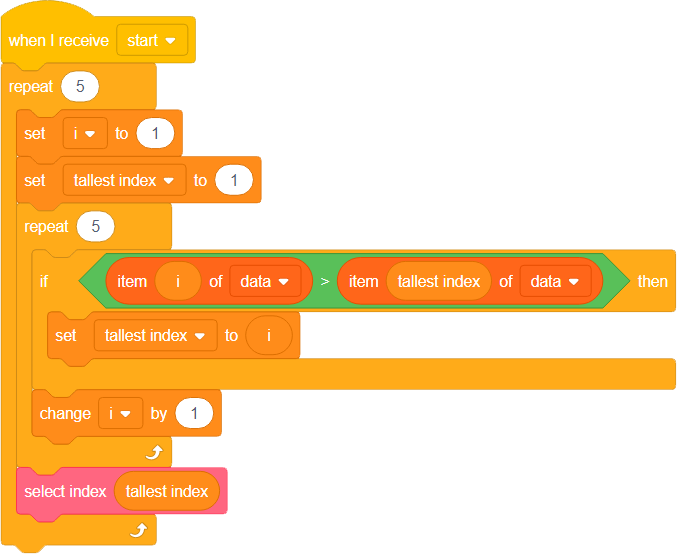 when I receive start
repeat 5
set i to 1
set tallest index to 1
repeat 5
if item i of data > item tallest index of data then
set tallest index to i
change i by 1
select index tallest index